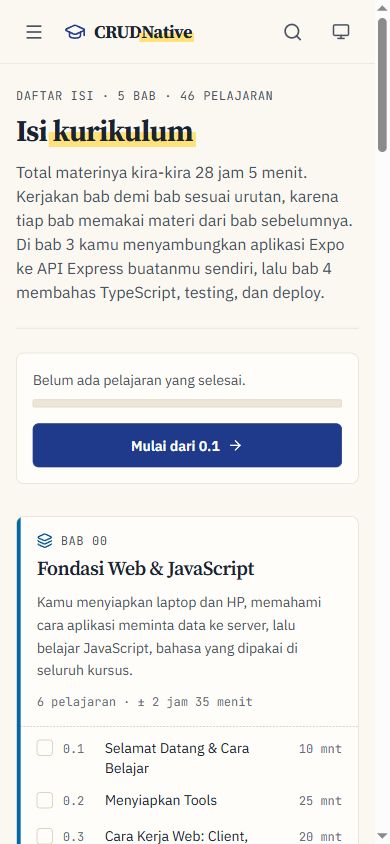 CRUDNative
DAFTAR ISI · 5 BAB · 46 PELAJARAN
Isi kurikulum
Total materinya kira-kira 28 jam 5 menit.
Kerjakan bab demi bab sesuai urutan, karena
tiap bab memakai materi dari bab sebelumnya.
Di bab 3 kamu menyambungkan aplikasi Expo
ke API Express buatanmu sendiri, lalu bab 4
membahas TypeScript, testing, dan deploy.
Belum ada pelajaran yang selesai.
Mulai dari 0.1 →
BAB 00
Fondasi Web & JavaScript
Kamu menyiapkan laptop dan HP, memahami
cara aplikasi meminta data ke server, lalu
belajar JavaScript, bahasa yang dipakai di
seluruh kursus.
6 pelajaran · ± 2 jam 35 menit
0.1 Selamat Datang & Cara 10 mnt
Belajar
0.2 Menyiapkan Tools 25 mnt
0.3 Cara Kerja Web: Client, 20 mnt